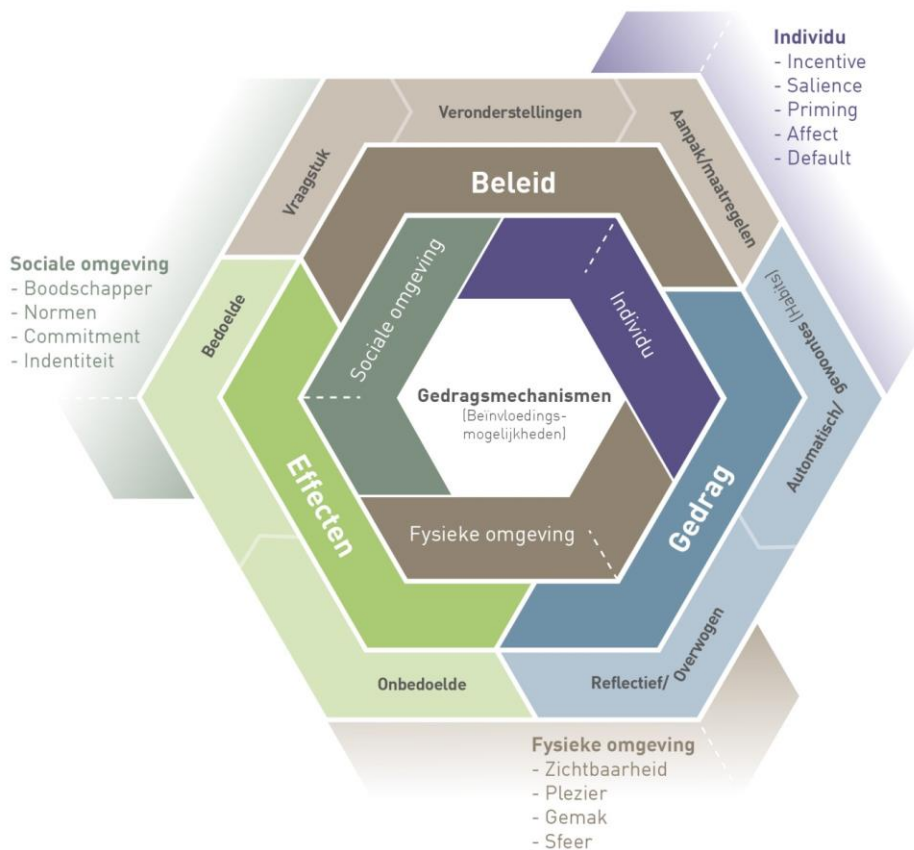 Individu
- Incentive
- Salience
- Priming
- Affect
- Default
Vraagstuk
Veronderstellingen
Aanpak/maatregelen
Beleid
Sociale omgeving
- Boodschapper
- Normen
- Commitment
- Indentiteit
Bedoelde
Sociale omgeving
Individu
Automatisch/ gewoontes (Habits)
Gedragsmechanismen
(Beïnvloedings-
mogelijkheden)
Effecten
Gedrag
Fysieke omgeving
Onbedoelde
Reflectief/ Overwogen
Fysieke omgeving
- Zichtbaarheid
- Plezier
- Gemak
- Sfeer